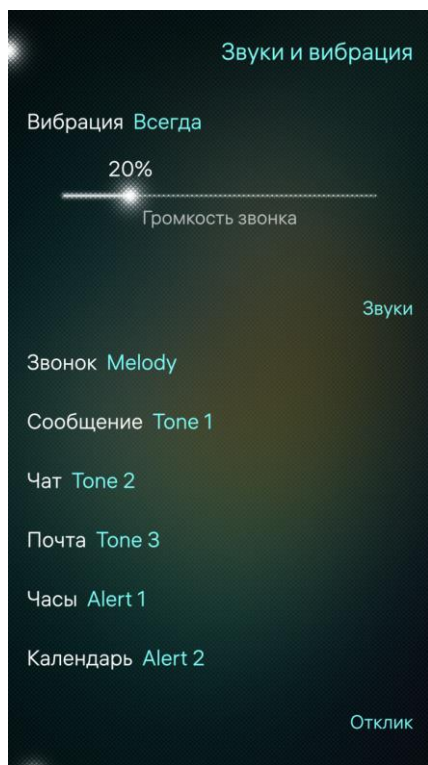 Звуки и вибрация
Вибрация Всегда
20%
Громкость звонка
Звуки
Звонок Melody
Сообщение Tone 1
Чат Tone 2
Почта Tone 3
Часы Alert 1
Календарь Alert 2
Отклик